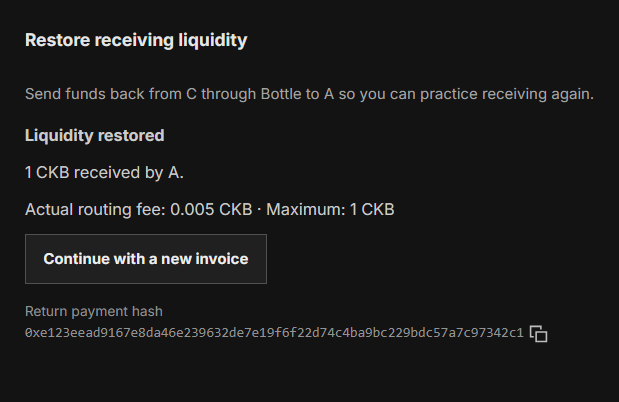 Restore receiving liquidity
Send funds back from C through Bottle to A so you can practice receiving again.
Liquidity restored
1 CKB received by A.
Actual routing fee: 0.005 CKB · Maximum: 1 CKB
Continue with a new invoice
Return payment hash
0xe123eead9167e8da46e239632de7e19f6f22d74c4ba9bc229bdc57a7c97342c1